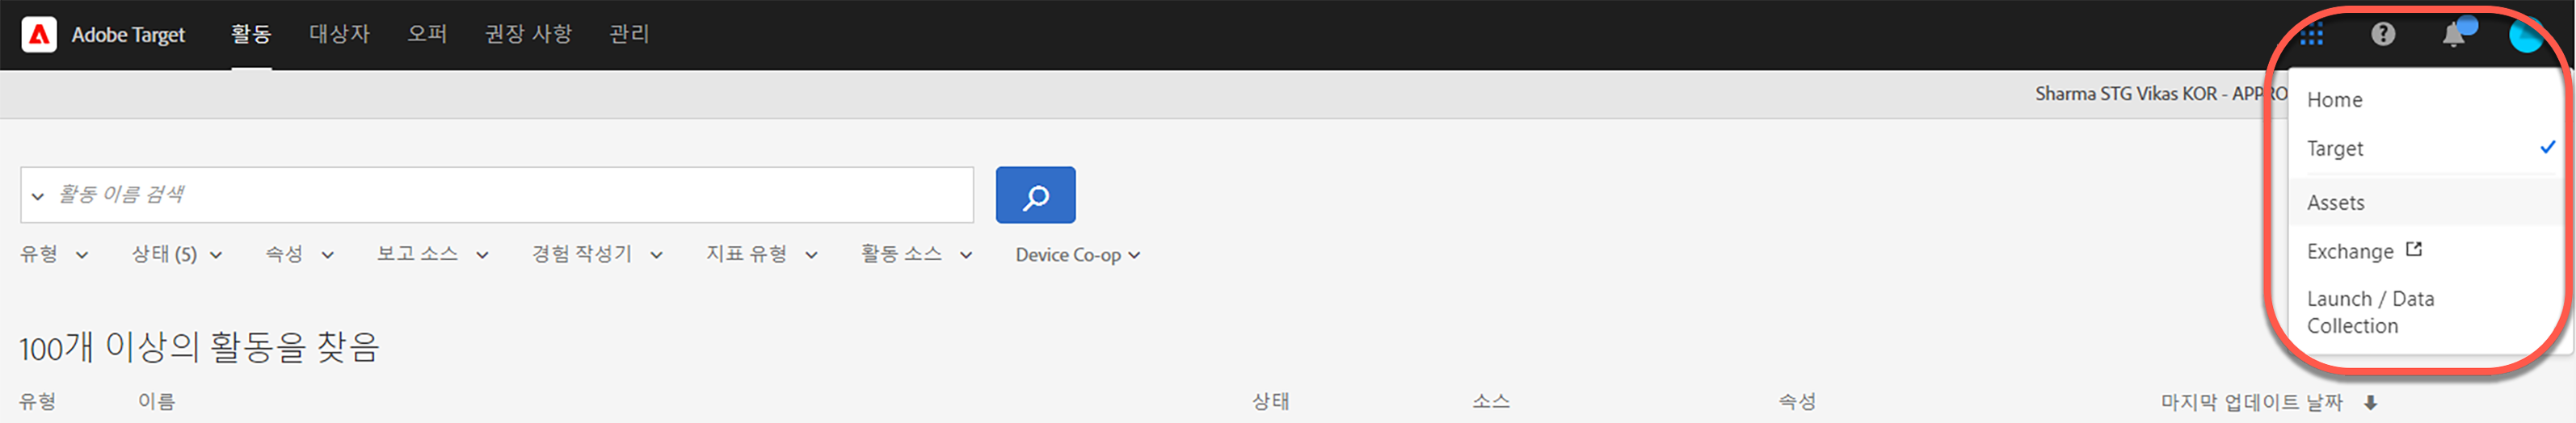 Adobe Target 활동 대상자 오퍼 권장 사항 관리
Sharma STG Vikas KOR - APPRO
Home
Target
Assets
Exchange
Launch / Data
Collection
활동 이름 검색
유형 상태 (5) 속성 보고 소스 경험 작성기 지표 유형 활동 소스 Device Co-op
100개 이상의 활동을 찾음
유형 이름 상태 소스 속성 마지막 업데이트 날짜